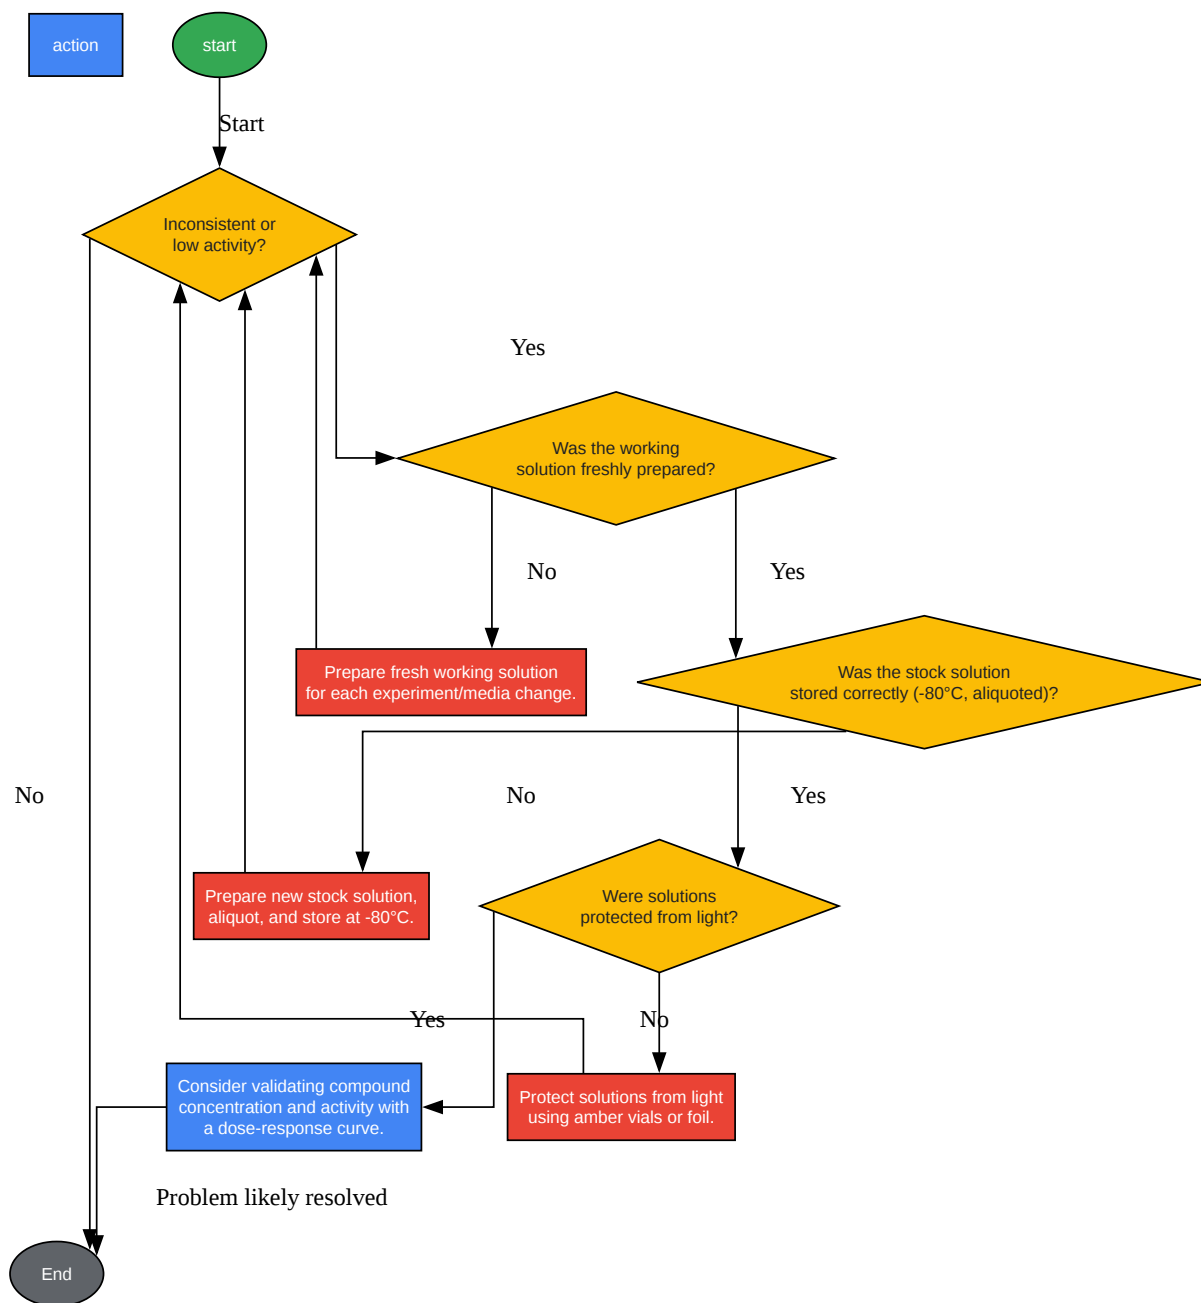 action
start
Start
Inconsistent or
low activity?
Yes
Was the working
solution freshly prepared?
No
Yes
Prepare fresh working solution
for each experiment/media change.
Was the stock solution
stored correctly (-80°C, aliquoted)?
No
No
Yes
Prepare new stock solution,
aliquot, and store at -80°C.
Were solutions
protected from light?
Yes
No
Consider validating compound
concentration and activity with
a dose-response curve.
Protect solutions from light
using amber vials or foil.
Problem likely resolved
End